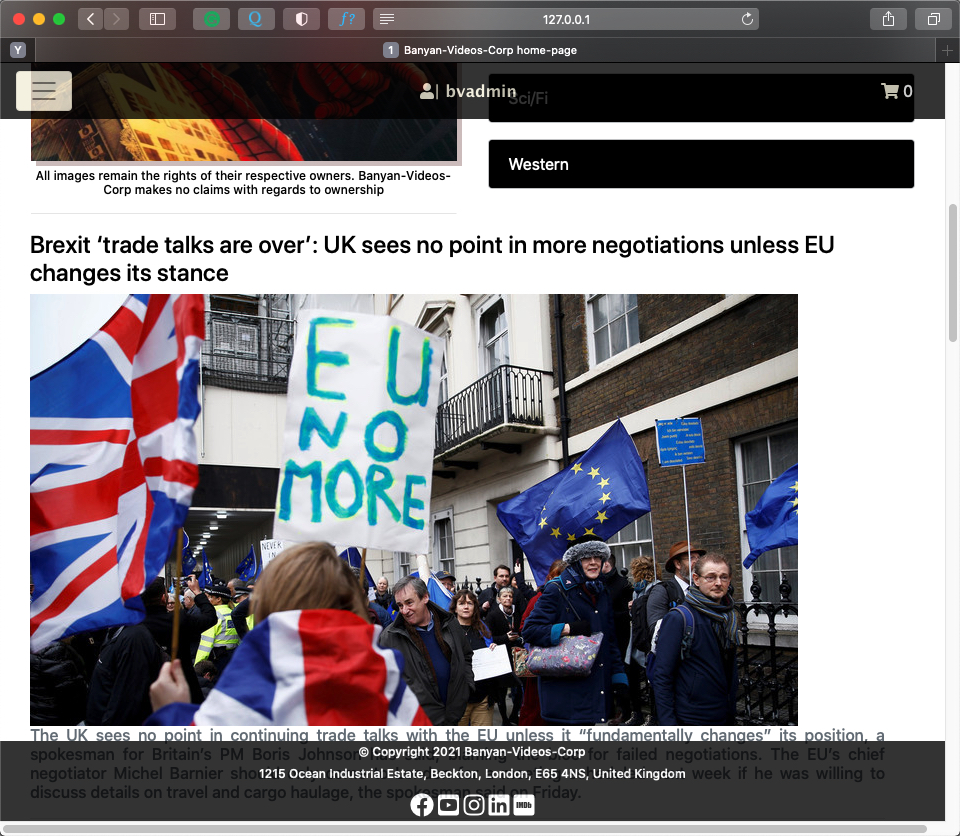 127.0.0.1
Y
1 Banyan-Videos-Corp home-page
| bvadmin
0
Sci/Fi
Western
All images remain the rights of their respective owners. Banyan-Videos-
Corp makes no claims with regards to ownership
Brexit ‘trade talks are over’: UK sees no point in more negotiations unless EU
changes its stance
EU
NO
MORE
NEVER
The UK sees no point in continuing trade talks with the EU unless it “fundamentally changes” its position, a
spokesman for Britain’s PM Boris Johnson has said, blaming the bloc for failed negotiations. The EU’s chief
© Copyright 2021 Banyan-Videos-Corp
negotiator Michel Barnier week if he was willing to
1215 Ocean Industrial Estate, Beckton, London, E65 4NS, United Kingdom
discuss details on travel and cargo haulage, the spokesman said on Friday.
IMDb